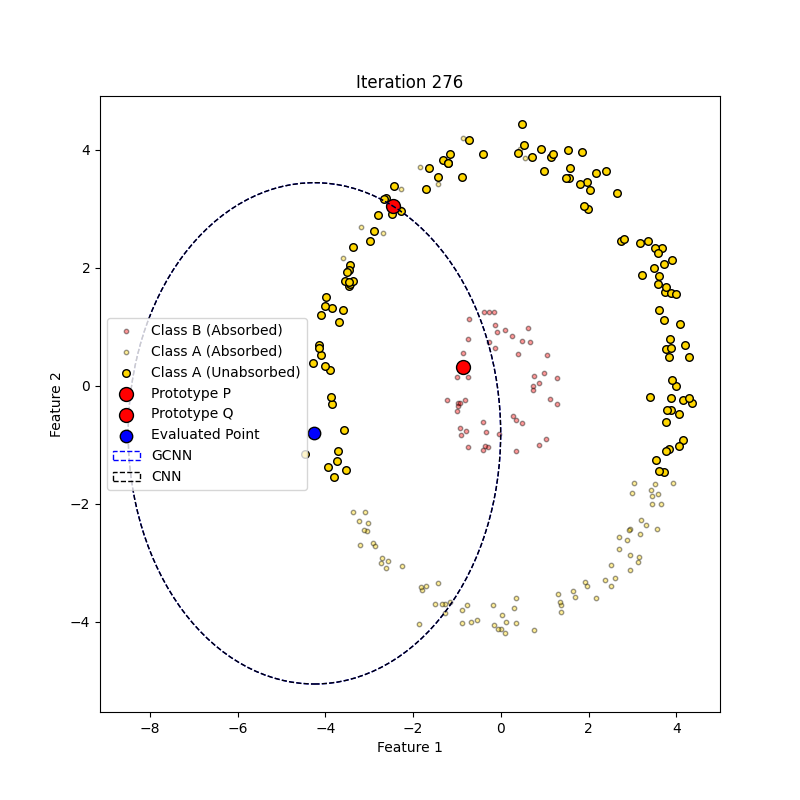 Iteration 276
4
2
0
−2
−4
Feature 2
Class B (Absorbed)
Class A (Absorbed)
Class A (Unabsorbed)
Prototype P
Prototype Q
Evaluated Point
GCNN
CNN
−8 −6 −4 −2 0 2 4
Feature 1